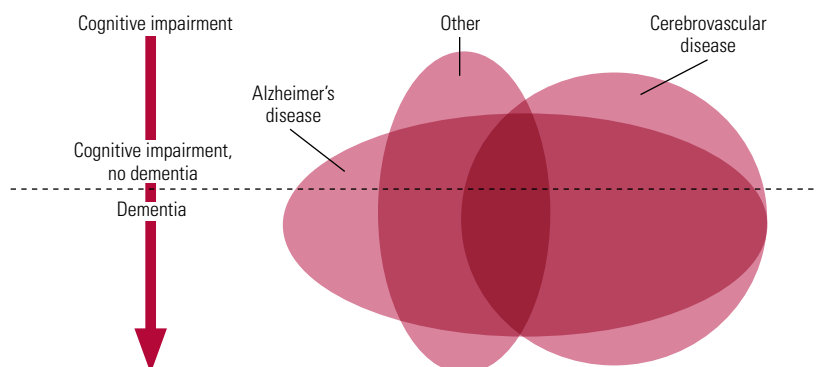 Cognitive impairment
Other
Cerebrovascular
disease
Alzheimer's
disease
Cognitive impairment,
no dementia
Dementia